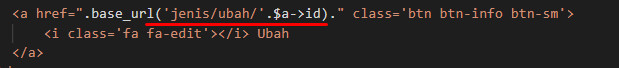 <a href=".base_url('jenis/ubah/'.$a->id)." class='btn btn-info btn-sm'>
<i class='fa fa-edit'></i> Ubah
</a>